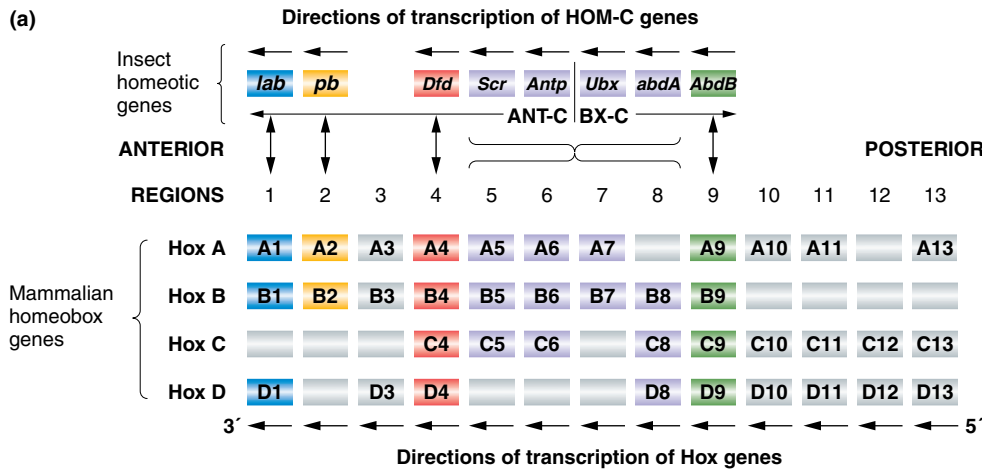 (a)
Directions of transcription of HOM-C genes
Insect
homeotic
genes
lab pb Dfd Scr Antp Ubx abdA AbdB
ANT-C BX-C
ANTERIOR POSTERIOR
REGIONS 1 2 3 4 5 6 7 8 9 10 11 12 13
Mammalian
homeobox
genes
Hox A A1 A2 A3 A4 A5 A6 A7 A9 A10 A11 A13
Hox B B1 B2 B3 B4 B5 B6 B7 B8 B9
Hox C C4 C5 C6 C8 C9 C10 C11 C12 C13
Hox D D1 D3 D4 D8 D9 D10 D11 D12 D13
3´ 5´
Directions of transcription of Hox genes